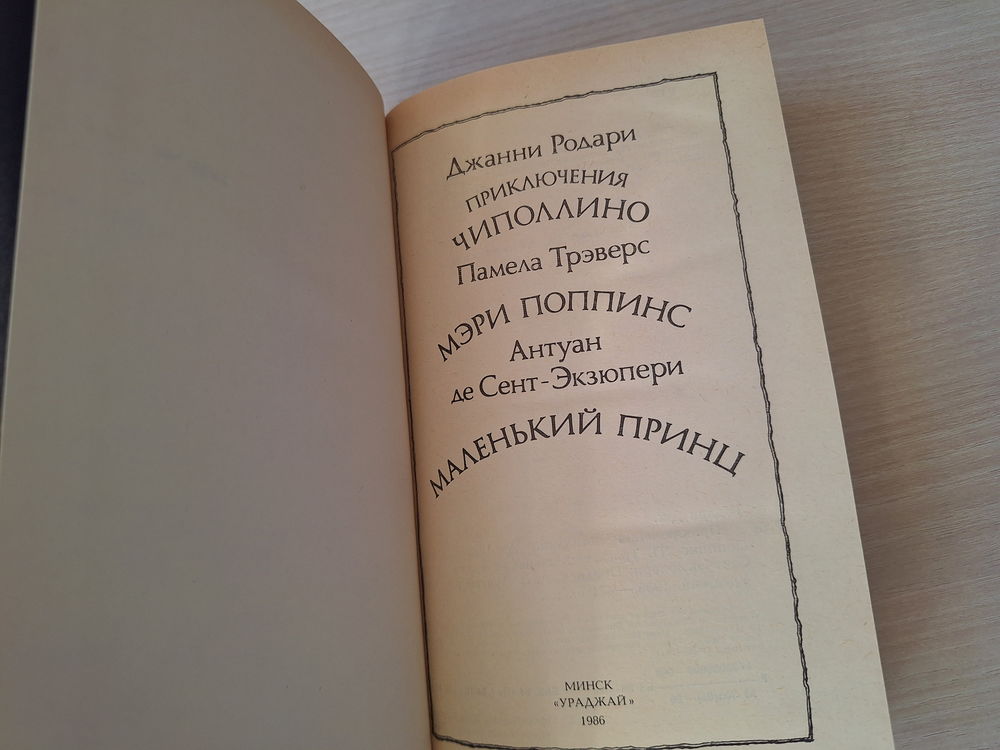 Джанни Родари
ПРИКЛЮЧЕНИЯ
ЧИПОЛЛИНО
Памела Трэверс
МЭРИ ПОППИНС
Антуан
де Сент-Экзюпери
МАЛЕНЬКИЙ ПРИНЦ
МИНСК
«УРАДЖАЙ»
1986